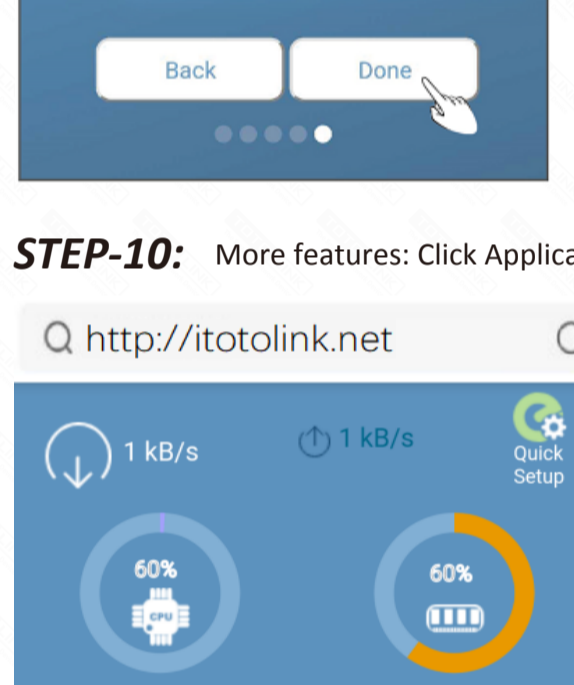 Back Done
STEP-10: More features: Click Applica
http://itotolink.net
1 kB/s 1 kB/s
Quick
Setup
60% 60%
CPU